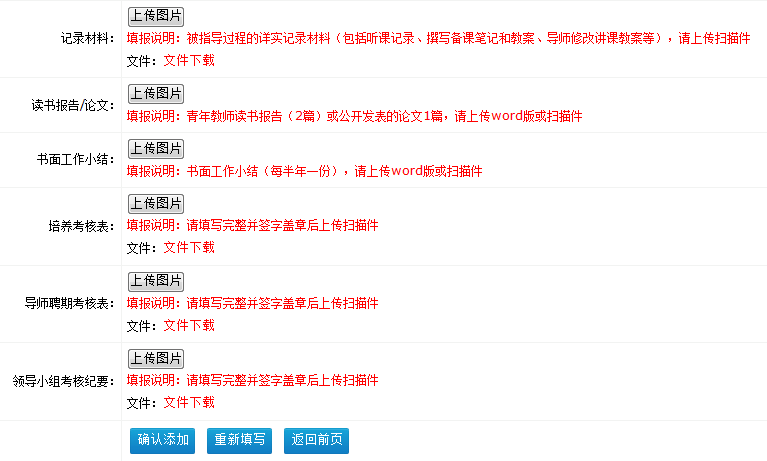 上传图片
记录材料： 填报说明：被指导过程的详实记录材料（包括听课记录、撰写备课笔记和教案、导师修改讲课教案等），请上传扫描件
文件：文件下载
上传图片
读书报告/论文： 填报说明：青年教师读书报告（2篇）或公开发表的论文1篇，请上传word版或扫描件
上传图片
书面工作小结： 填报说明：书面工作小结（每半年一份），请上传word版或扫描件
上传图片
培养考核表： 填报说明：请填写完整并签字盖章后上传扫描件
文件：文件下载
上传图片
导师聘期考核表： 填报说明：请填写完整并签字盖章后上传扫描件
文件：文件下载
上传图片
领导小组考核纪要： 填报说明：请填写完整并签字盖章后上传扫描件
文件：文件下载
确认添加 重新填写 返回前页